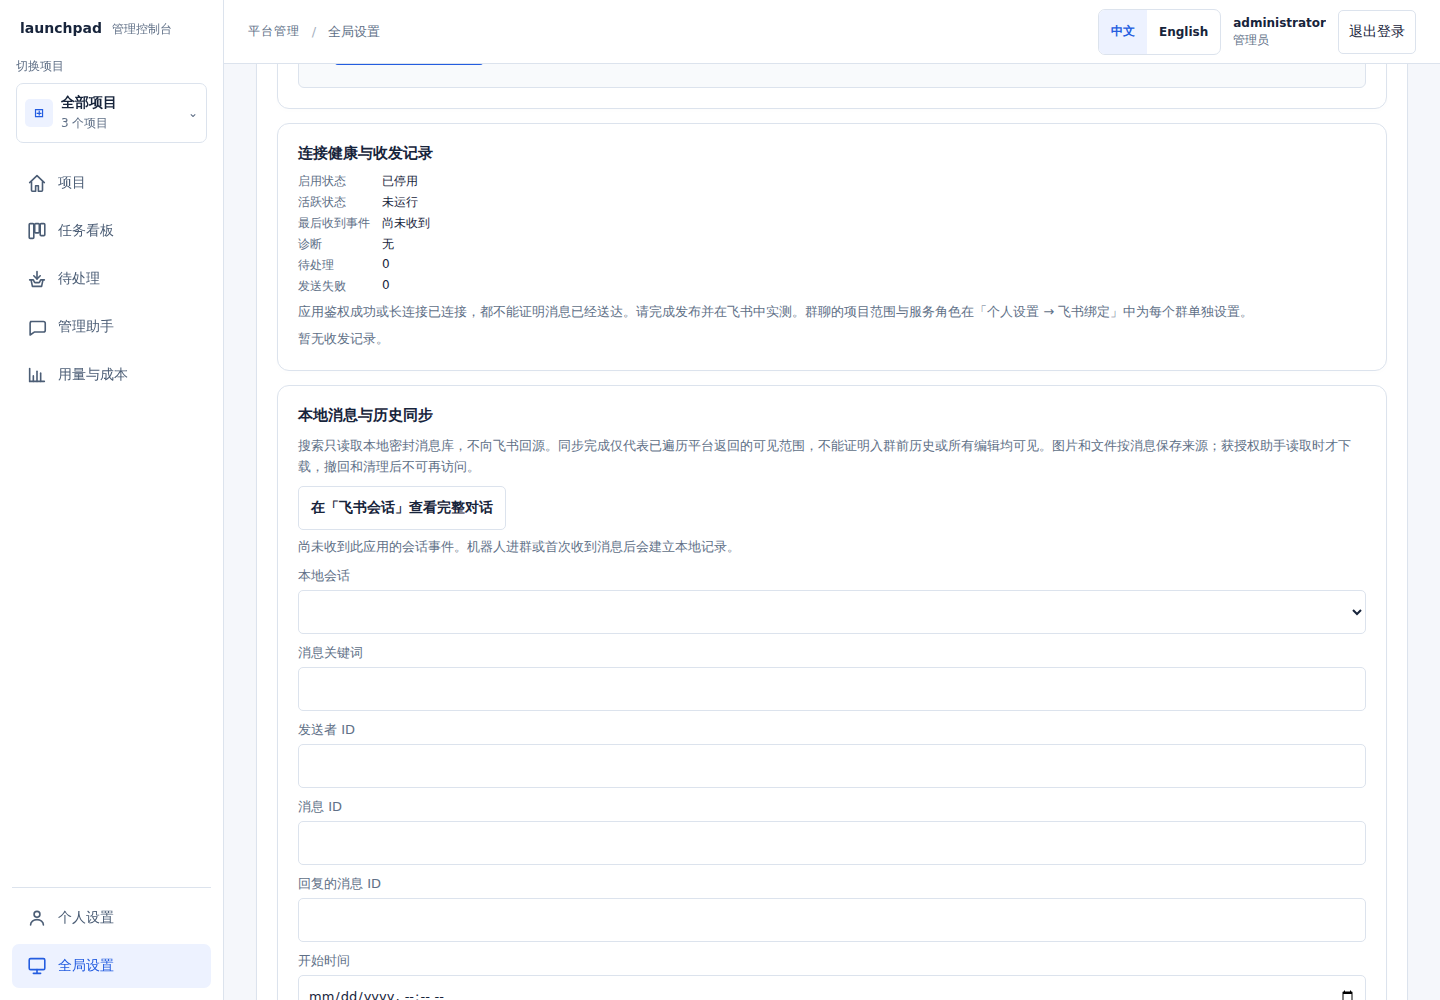 launchpad 管理控制台
切换项目
全部项目
3 个项目
项目
任务看板
待处理
管理助手
用量与成本
个人设置
全局设置
平台管理 / 全局设置
中文 English
administrator
管理员
退出登录
连接健康与收发记录
启用状态 已停用
活跃状态 未运行
最后收到事件 尚未收到
诊断 无
待处理 0
发送失败 0
应用鉴权成功或长连接已连接，都不能证明消息已经送达。请完成发布并在飞书中实测。群聊的项目范围与服务角色在「个人设置 → 飞书绑定」中为每个群单独设置。
暂无收发记录。
本地消息与历史同步
搜索只读取本地密封消息库，不向飞书回源。同步完成仅代表已遍历平台返回的可见范围，不能证明入群前历史或所有编辑均可见。图片和文件按消息保存来源；获授权助手读取时才下
载，撤回和清理后不可再访问。
在「飞书会话」查看完整对话
尚未收到此应用的会话事件。机器人进群或首次收到消息后会建立本地记录。
本地会话
消息关键词
发送者 ID
消息 ID
回复的消息 ID
开始时间
mm/dd/yyyy, --:-- --